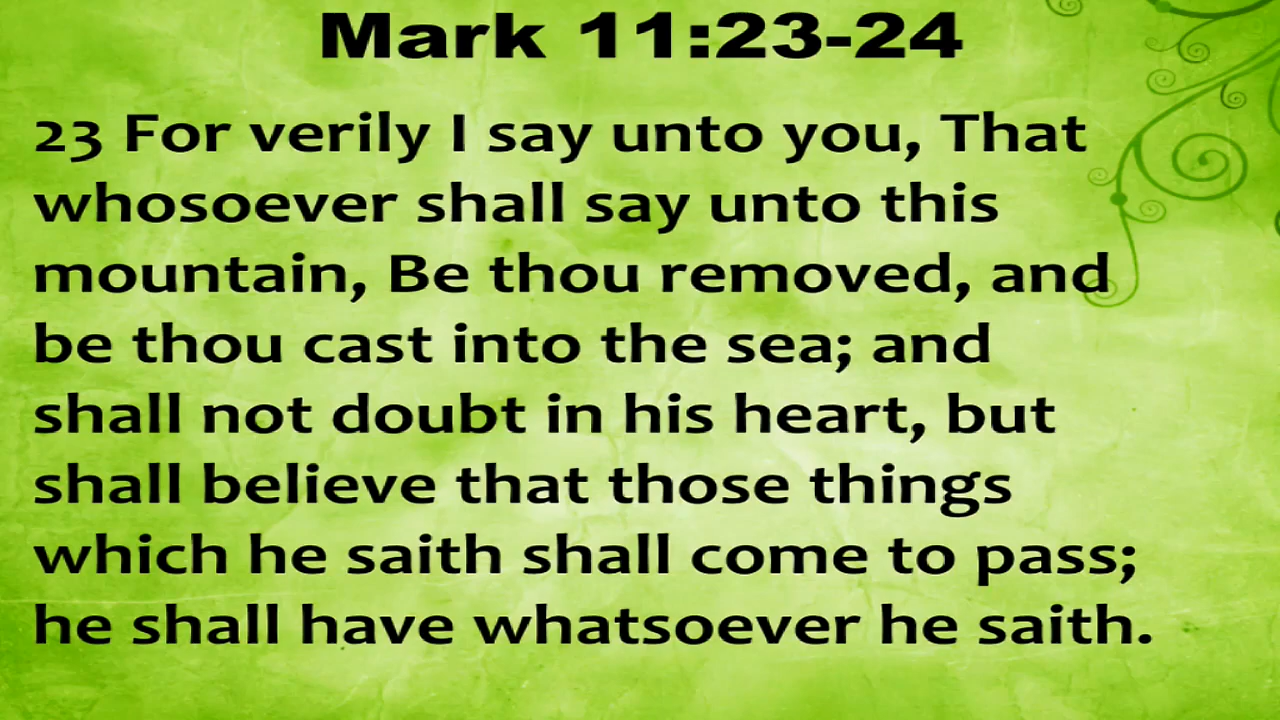 Mark 11:23-24
23 For verily I say unto you, That
whosoever shall say unto this
mountain, Be thou removed, and
be thou cast into the sea; and
shall not doubt in his heart, but
shall believe that those things
which he saith shall come to pass;
he shall have whatsoever he saith.